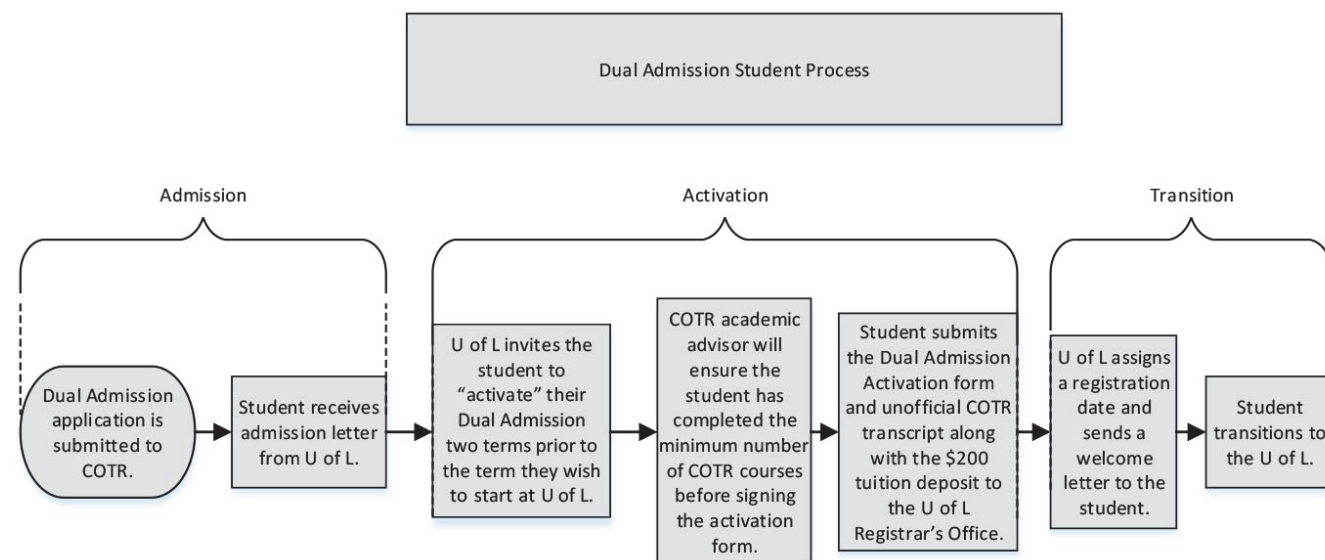 Dual Admission Student Process
Admission
Activation
Transition
Dual Admission
application is
submitted to
COTR.
Student receives
admission letter
from U of L.
U of L invites the
student to
“activate” their
Dual Admission
two terms prior to
the term they wish
to start at U of L.
COTR academic
advisor will
ensure the
student has
completed the
minimum number
of COTR courses
before signing
the activation
form.
Student submits
the Dual Admission
Activation form
and unofficial COTR
transcript along
with the $200
tuition deposit to
the U of L
Registrar’s Office.
U of L assigns
a registration
date and
sends a
welcome
letter to the
student.
Student
transitions to
the U of L.